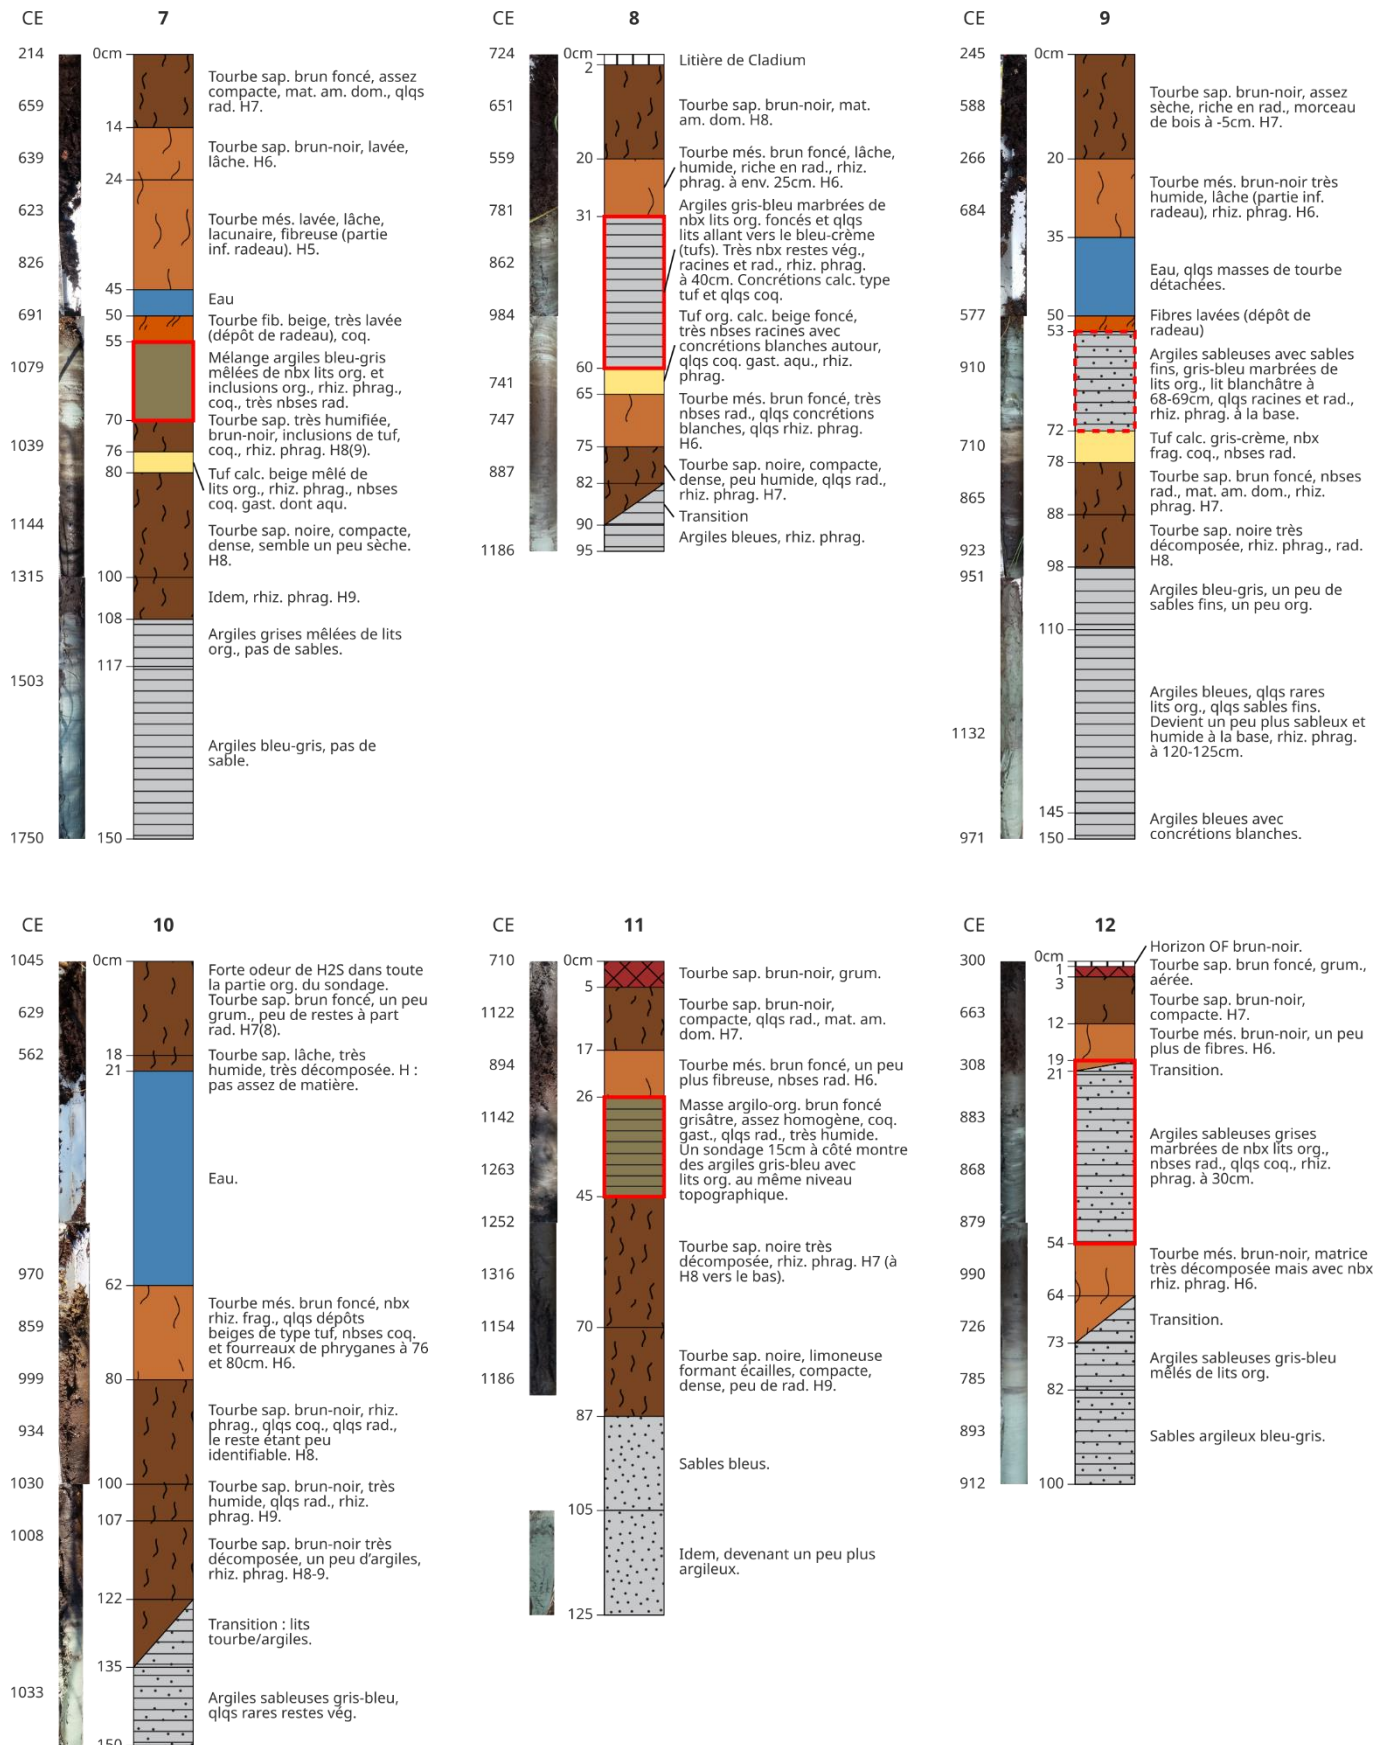 CE
7
214
659
639
623
826
691
1079
1039
1144
1315
1503
1750
0cm
14
24
45
50
55
70
76
80
100
108
117
150
Tourbe sap. brun foncé, assez
compacte, mat. am. dom., qlqs
rad. H7.
Tourbe sap. brun-noir, lavée,
lâche. H6.
Tourbe més. lavée, lâche,
lacunaire, fibreuse (partie
inf. radeau). H5.
Eau
Tourbe fib. beige, très lavée
(dépôt de radeau), coq.
Mélange argiles bleu-gris
mêlées de nbx lits org. et
inclusions org., rhiz. phrag.,
coq., très nbses rad.
Tourbe sap. très humifiée,
brun-noir, inclusions de tuf,
coq., rhiz. phrag. H8(9).
Tuf calc. beige mêlé de
lits org., rhiz. phrag., nbses
coq. gast. dont aqu.
Tourbe sap. noire, compacte,
dense, semble un peu sèche.
H8.
Idem, rhiz. phrag. H9.
Argiles grises mêlées de lits
org., pas de sables.
Argiles bleu-gris, pas de
sable.
CE
8
724
651
559
781
862
984
741
747
887
1186
0cm
2
20
31
60
65
75
82
90
95
Litière de Cladium
Tourbe sap. brun-noir, mat.
am. dom. H8.
Tourbe més. brun foncé, lâche,
humide, riche en rad., rhiz.
phrag. à env. 25cm. H6.
Argiles gris-bleu marbrées de
nbx lits org. foncés et qlqs
lits allant vers le bleu-crème
(tufs). Très nbx restes vég.,
racines et rad., rhiz. phrag.
à 40cm. Concrétions calc. type
tuf et qlqs coq.
Tuf org. calc. beige foncé,
très nbses racines avec
concrétions blanches autour,
qlqs coq. gast. aqu., rhiz.
phrag.
Tourbe més. brun foncé, très
nbses rad., qlqs concrétions
blanches, qlqs rhiz. phrag.
H6.
Tourbe sap. noire, compacte,
dense, peu humide, qlqs rad.,
rhiz. phrag. H7.
Transition
Argiles bleues, rhiz. phrag.
CE
9
245
588
266
684
577
910
710
865
923
951
1132
971
0cm
20
35
50
53
72
78
88
98
110
145
150
Tourbe sap. brun-noir, assez
sèche, riche en rad., morceau
de bois à -5cm. H7.
Tourbe més. brun-noir très
humide, lâche (partie inf.
radeau), rhiz. phrag. H6.
Eau, qlqs masses de tourbe
détachées.
Fibres lavées (dépôt de
radeau)
Argiles sableuses avec sables
fins, gris-bleu marbrées de
lits org., lit blanchâtre à
68-69cm, qlqs racines et rad.,
rhiz. phrag. à la base.
Tuf calc. gris-crème, nbx
frag. coq., nbses rad.
Tourbe sap. brun foncé, nbses
rad., mat. am. dom., rhiz.
phrag. H7.
Tourbe sap. noire très
décomposée, rhiz. phrag., rad.
H8.
Argiles bleu-gris, un peu de
sables fins, un peu org.
Argiles bleues, qlqs rares
lits org., qlqs sables fins.
Devient un peu plus sableux et
humide à la base, rhiz. phrag.
à 120-125cm.
Argiles bleues avec
concrétions blanches.
CE
10
1045
629
562
970
859
999
934
1030
1008
1033
0cm
18
21
62
80
100
107
122
135
150
Forte odeur de H2S dans toute
la partie org. du sondage.
Tourbe sap. brun foncé, un peu
grum., peu de restes à part
rad. H7(8).
Tourbe sap. lâche, très
humide, très décomposée. H :
pas assez de matière.
Eau.
Tourbe més. brun foncé, nbx
rhiz. frag., qlqs dépôts
beiges de type tuf, nbses coq.
et fourreaux de phryganes à 76
et 80cm. H6.
Tourbe sap. brun-noir, rhiz.
phrag., qlqs coq., qlqs rad.,
le reste étant peu
identifiable. H8.
Tourbe sap. brun-noir, très
humide, qlqs rad., rhiz.
phrag. H9.
Tourbe sap. brun-noir très
décomposée, un peu d'argiles,
rhiz. phrag. H8-9.
Transition : lits
tourbe/argiles.
Argiles sableuses gris-bleu,
qlqs rares restes vég.
CE
11
710
1122
894
1142
1263
1252
1316
1154
1186
0cm
5
17
26
45
70
87
105
125
Tourbe sap. brun-noir, grum.
Tourbe sap. brun-noir,
compacte, qlqs rad., mat. am.
dom. H7.
Tourbe més. brun foncé, un peu
plus fibreuse, nbses rad. H6.
Masse argilo-org. brun foncé
grisâtre, assez homogène, coq.
gast., qlqs rad., très humide.
Un sondage 15cm à côté montre
des argiles gris-bleu avec
lits org. au même niveau
topographique.
Tourbe sap. noire très
décomposée, rhiz. phrag. H7 (à
H8 vers le bas).
Tourbe sap. noire, limoneuse
formant écailles, compacte,
dense, peu de rad. H9.
Sables bleus.
Idem, devenant un peu plus
argileux.
CE
12
300
663
308
883
868
879
990
726
785
893
912
0cm
1
3
12
19
21
54
64
73
82
100
Horizon OF brun-noir.
Tourbe sap. brun foncé, grum.,
aérée.
Tourbe sap. brun-noir,
compacte. H7.
Tourbe més. brun-noir, un peu
plus de fibres. H6.
Transition.
Argiles sableuses grises
marbrées de nbx lits org.,
nbses rad., qlqs coq., rhiz.
phrag. à 30cm.
Tourbe més. brun-noir, matrice
très décomposée mais avec nbx
rhiz. phrag. H6.
Transition.
Argiles sableuses gris-bleu
mêlés de lits org.
Sables argileux bleu-gris.